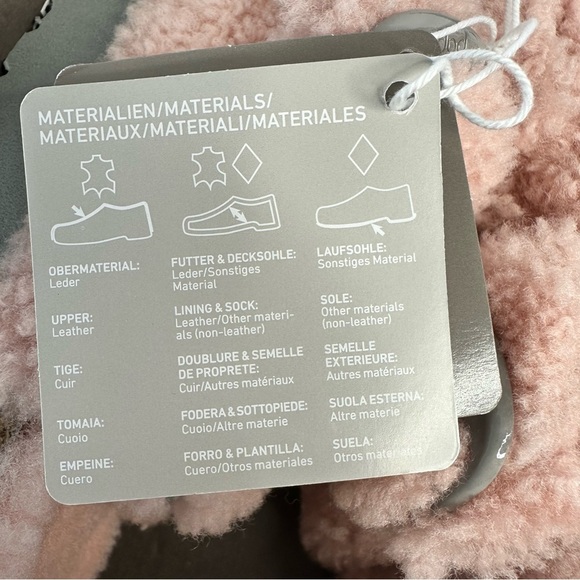 MATERIALIEN/MATERIALS/
MATERIAUX/MATERIALI/MATERIALES
OBERMATERIAL:
Leder
UPPER:
Leather
TIGE:
Cuir
TOMAIA:
Cuoio
EMPEINE:
Cuero
FUTTER & DECKSOHLE:
Leder/Sonstiges
Material
LINING & SOCK:
Leather/Other materi-
als (non-leather)
DOUBLURE & SEMELLE
DE PROPRETE:
Cuir/Autres matériaux
FODERA & SOTTOPIEDE:
Cuoio/Altre materie
FORRO & PLANTILLA:
Cuero/Otros materiales
LAUFSOHLE:
Sonstiges Material
SOLE:
Other materials
(non-leather)
SEMELLE
EXTERIEURE:
Autres matériaux
SUOLA ESTERNA:
Altre materie
SUELA:
Otros materiales